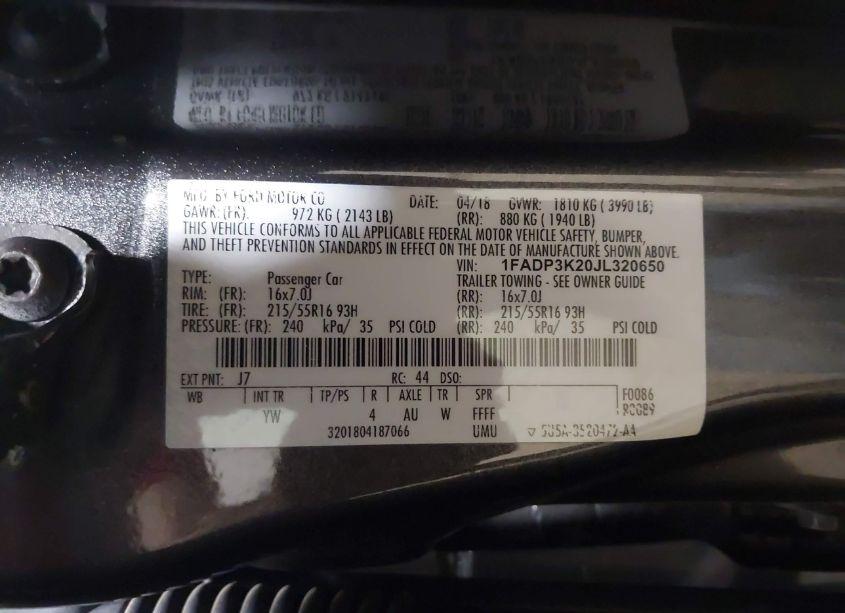 MFD. BY FORD MOTOR CO DATE: 04/18 GVWR: 1810 KG ( 3990 LB)
GAWR: (FR): 972 KG ( 2143 LB) (RR): 880 KG ( 1940 LB)
THIS VEHICLE CONFORMS TO ALL APPLICABLE FEDERAL MOTOR VEHICLE SAFETY, BUMPER,
AND THEFT PREVENTION STANDARDS IN EFFECT ON THE DATE OF MANUFACTURE SHOWN ABOVE.
VIN: 1FADP3K20JL320650
TYPE: Passenger Car TRAILER TOWING - SEE OWNER GUIDE
RIM: (FR): 16x7.0J (RR): 16x7.0J
TIRE: (FR): 215/55R16 93H (RR): 215/55R16 93H
PRESSURE: (FR): 240 kPa/ 35 PSI COLD (RR): 240 kPa/ 35 PSI COLD
EXT PNT: J7 RC: 44 DSO:
WB INT TR TP/PS R AXLE TR SPR F0086
YW 4 AU W FFFF
3201804187066 UMU